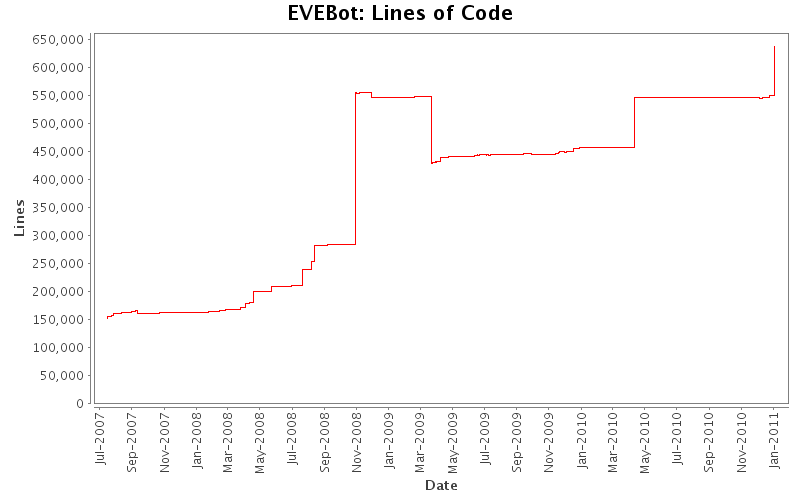 EVEBot: Lines of Code
Lines
650,000
600,000
550,000
500,000
450,000
400,000
350,000
300,000
250,000
200,000
150,000
100,000
50,000
0
Jul-2007
Sep-2007
Nov-2007
Jan-2008
Mar-2008
May-2008
Jul-2008
Sep-2008
Nov-2008
Jan-2009
Mar-2009
May-2009
Jul-2009
Sep-2009
Nov-2009
Jan-2010
Mar-2010
May-2010
Jul-2010
Sep-2010
Nov-2010
Jan-2011
Date